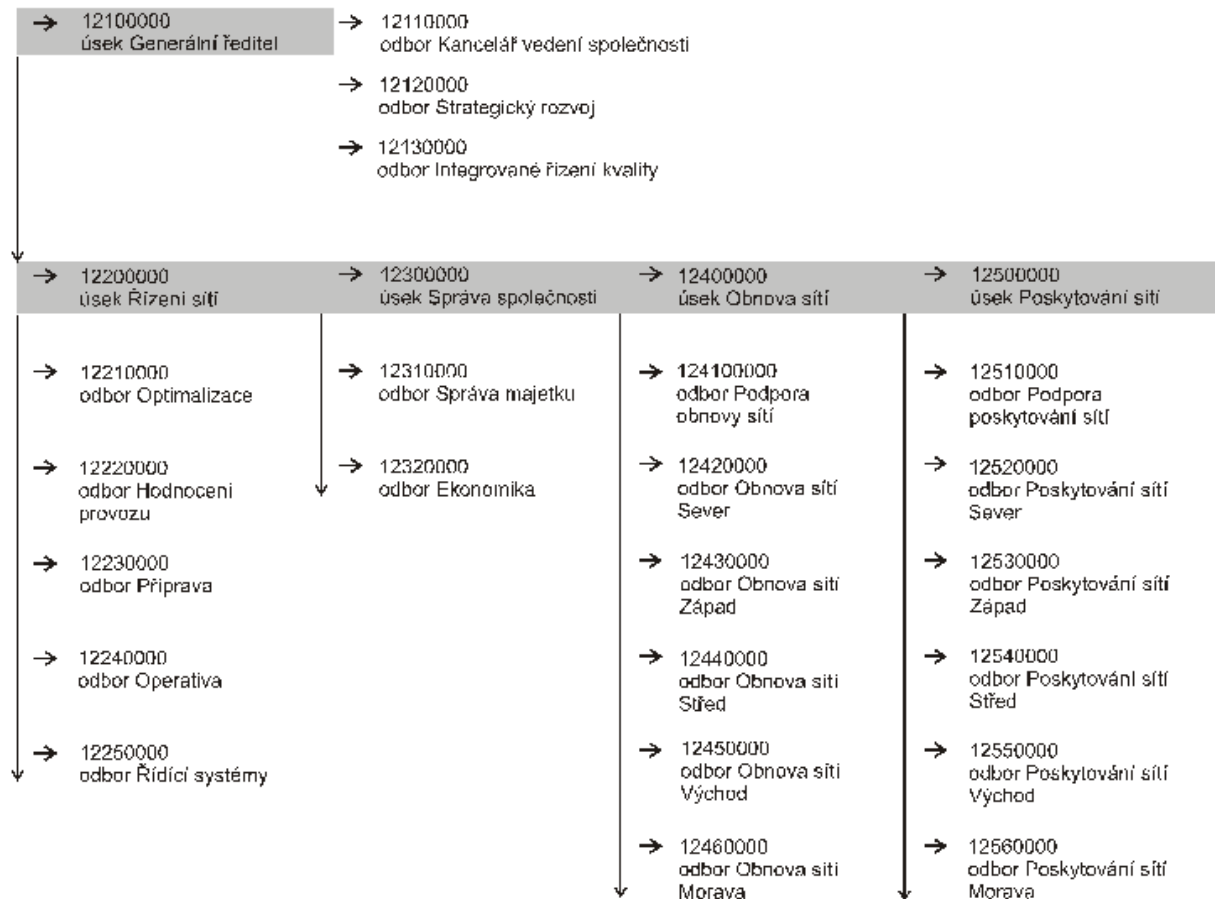 12100000
úsek Generální ředitel
12110000
odbor Kancelář vedení společnosti
12120000
odbor Strategický rozvoj
12130000
odbor Integrované řízení kvality
12200000
úsek Řízení sítí
12300000
úsek Správa společnosti
12400000
úsek Obnova sítí
12500000
úsek Poskytování sítí
12210000
odbor Optimalizace
12220000
odbor Hodnocení
provozu
12230000
odbor Příprava
12240000
odbor Operativa
12250000
odbor Řídící systémy
12310000
odbor Správa majetku
12320000
odbor Ekonomika
124100000
odbor Podpora
obnovy sítí
12420000
odbor Obnova sítí
Sever
12430000
odbor Obnova sítí
Západ
12440000
odbor Obnova sítí
Střed
12450000
odbor Obnova sítí
Východ
12460000
odbor Obnova sítí
Morava
12510000
odbor Podpora
poskytování sítí
12520000
odbor Poskytování sítí
Sever
12530000
odbor Poskytování sítí
Západ
12540000
odbor Poskytování sítí
Střed
12550000
odbor Poskytování sítí
Východ
12560000
odbor Poskytování sítí
Morava